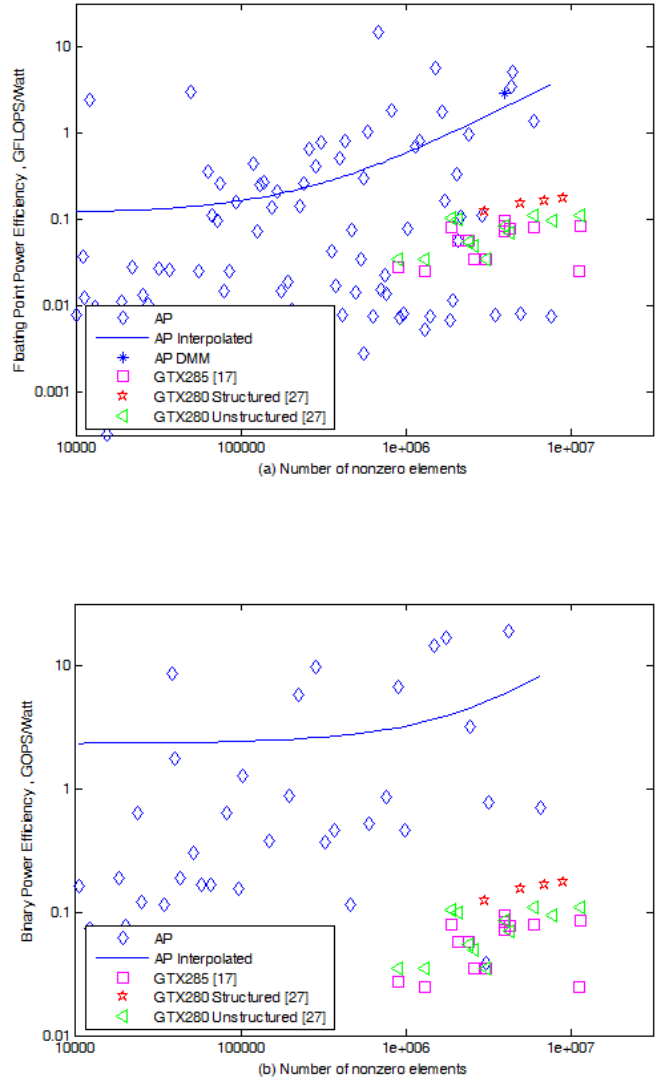 10
1
0.1
0.01
0.001
Floating Point Power Efficiency , GFLOPS/Watt
AP
AP Interpolated
AP DMM
GTX285 [17]
GTX280 Structured [27]
GTX280 Unstructured [27]
10000 100000 1e+006 1e+007
(a) Number of nonzero elements
10
1
0.1
0.01
Binary Power Efficiency , GOPS/Watt
AP
AP Interpolated
GTX285 [17]
GTX280 Structured [27]
GTX280 Unstructured [27]
10000 100000 1e+006 1e+007
(b) Number of nonzero elements